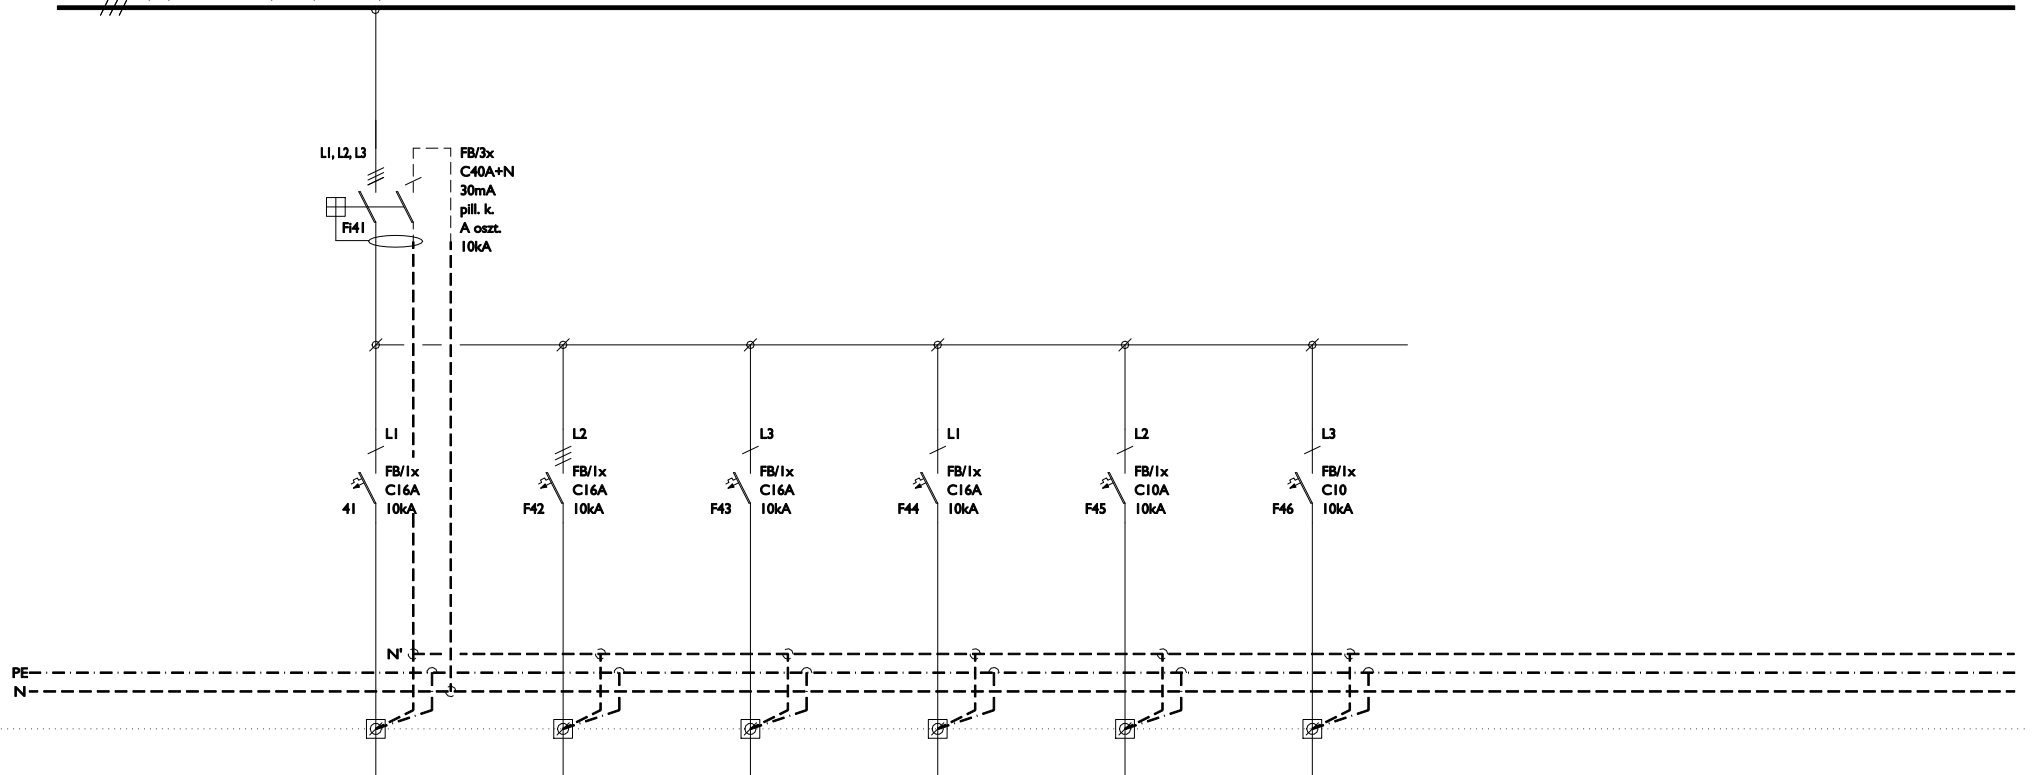 L1, L2, L3
FB/3x
C40A+N
30mA
pill. k.
A oszt.
10kA
Fi41
L1
FB/1x
C16A
10kA
41
L2
FB/1x
C16A
10kA
F42
L3
FB/1x
C16A
10kA
F43
L1
FB/1x
C16A
10kA
F44
L2
FB/1x
C10A
10kA
F45
L3
FB/1x
C10
10kA
F46
N'
PE
N